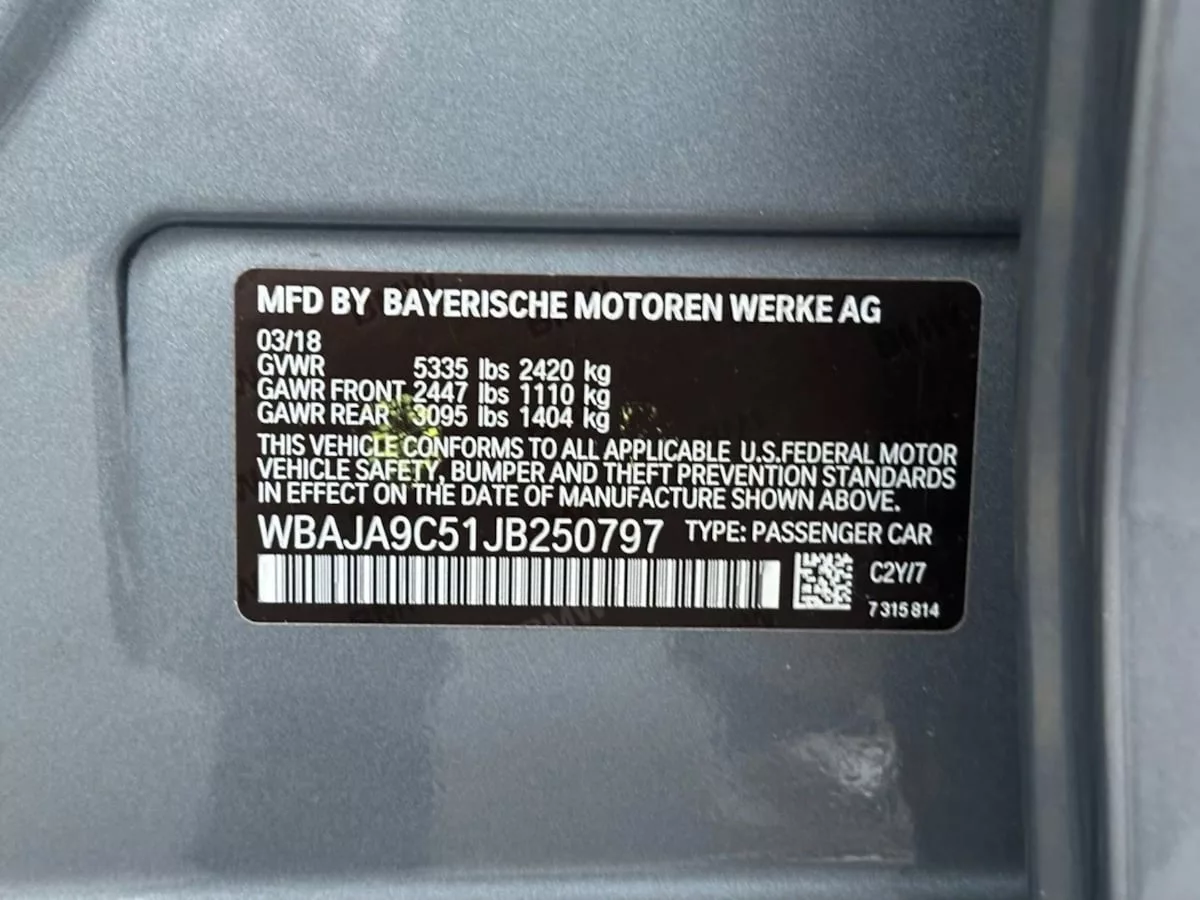 MFD BY BAYERISCHE MOTOREN WERKE AG
03/18
GVWR 5335 lbs 2420 kg
GAWR FRONT 2447 lbs 1110 kg
GAWR REAR 3095 lbs 1404 kg
THIS VEHICLE CONFORMS TO ALL APPLICABLE U.S.FEDERAL MOTOR
VEHICLE SAFETY, BUMPER AND THEFT PREVENTION STANDARDS
IN EFFECT ON THE DATE OF MANUFACTURE SHOWN ABOVE.
WBAJA9C51JB250797 TYPE: PASSENGER CAR
C2Y/7
7 315 814